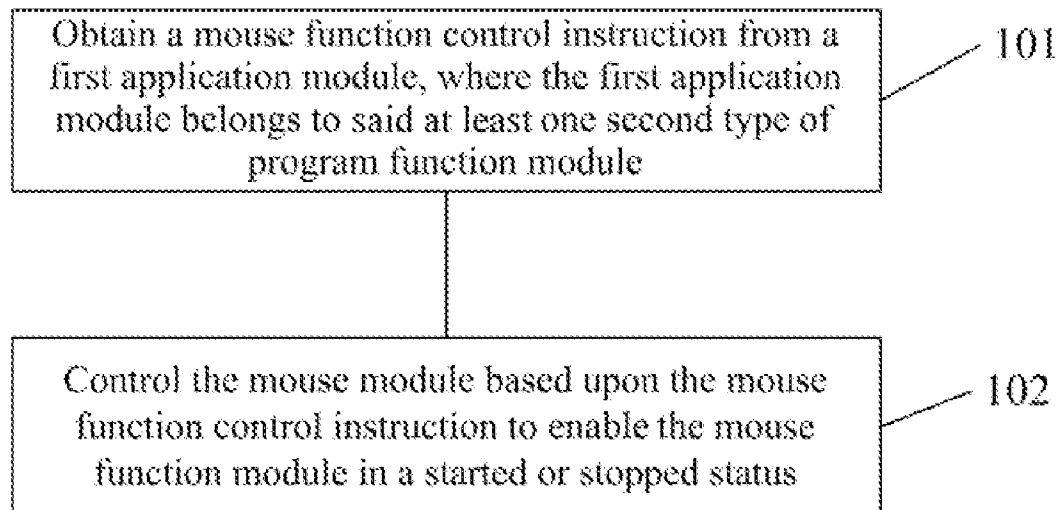 Obtain a mouse function control instruction from a
first application module, where the first application
module belongs to said at least one second type of
program function module
101
Control the mouse module based upon the mouse
function control instruction to enable the mouse
function module in a started or stopped status
102